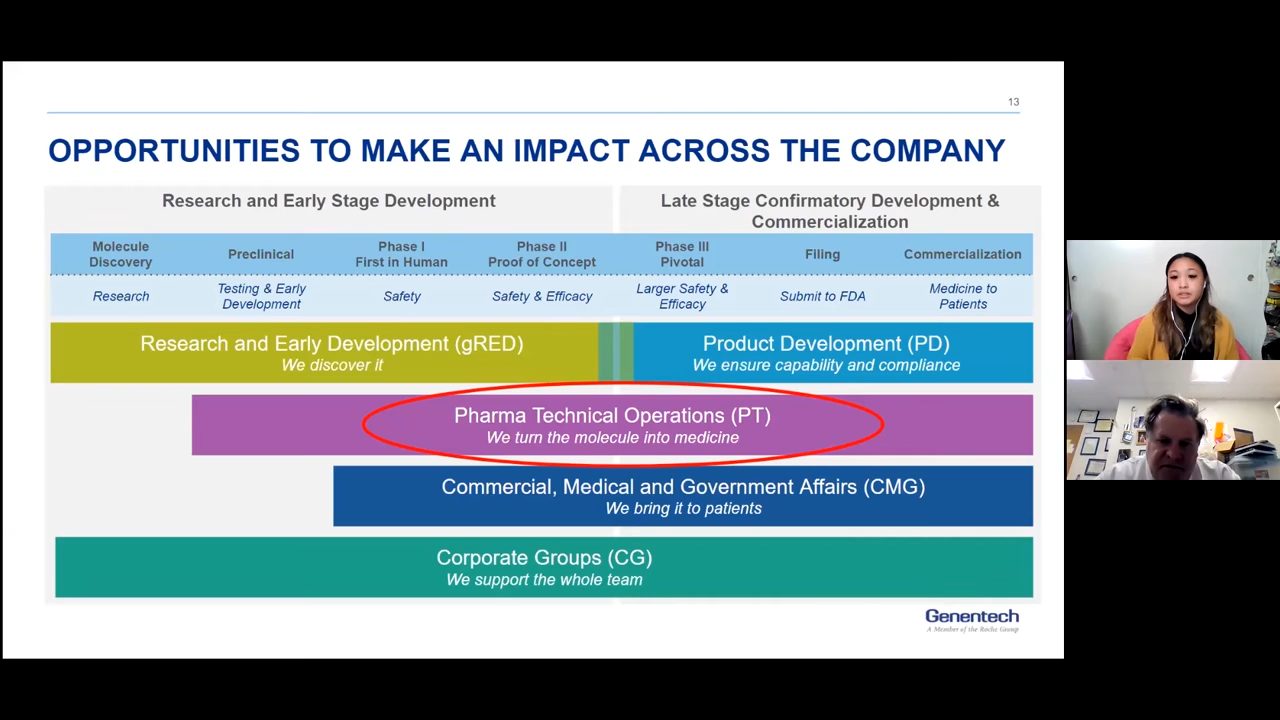 13
OPPORTUNITIES TO MAKE AN IMPACT ACROSS THE COMPANY
Research and Early Stage Development
Late Stage Confirmatory Development &
Commercialization
Molecule
Discovery
Preclinical
Phase I
First in Human
Phase II
Proof of Concept
Phase III
Pivotal
Filing
Commercialization
Research
Testing & Early
Development
Safety
Safety & Efficacy
Larger Safety &
Efficacy
Submit to FDA
Medicine to
Patients
Research and Early Development (gRED)
We discover it
Product Development (PD)
We ensure capability and compliance
Pharma Technical Operations (PT)
We turn the molecule into medicine
Commercial, Medical and Government Affairs (CMG)
We bring it to patients
Corporate Groups (CG)
We support the whole team
Genentech
A Member of the Roche Group